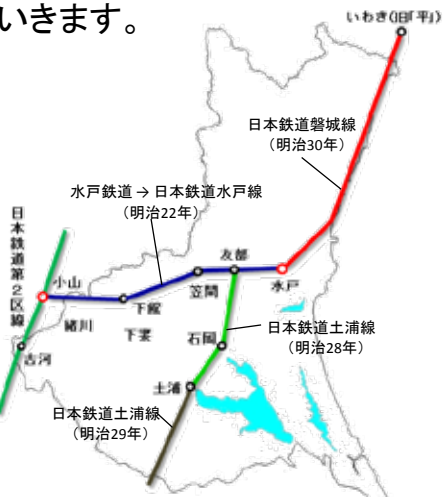 いきます。
いわき(旧「平」)
日本鉄道磐城線
(明治30年)
水戸鉄道 → 日本鉄道水戸線
(明治22年)
日本鉄道第2区線
友部
小山
水戸
笠間
下館
緒川
下妻
石岡
日本鉄道土浦線
(明治28年)
古河
土浦
日本鉄道土浦線
(明治29年)